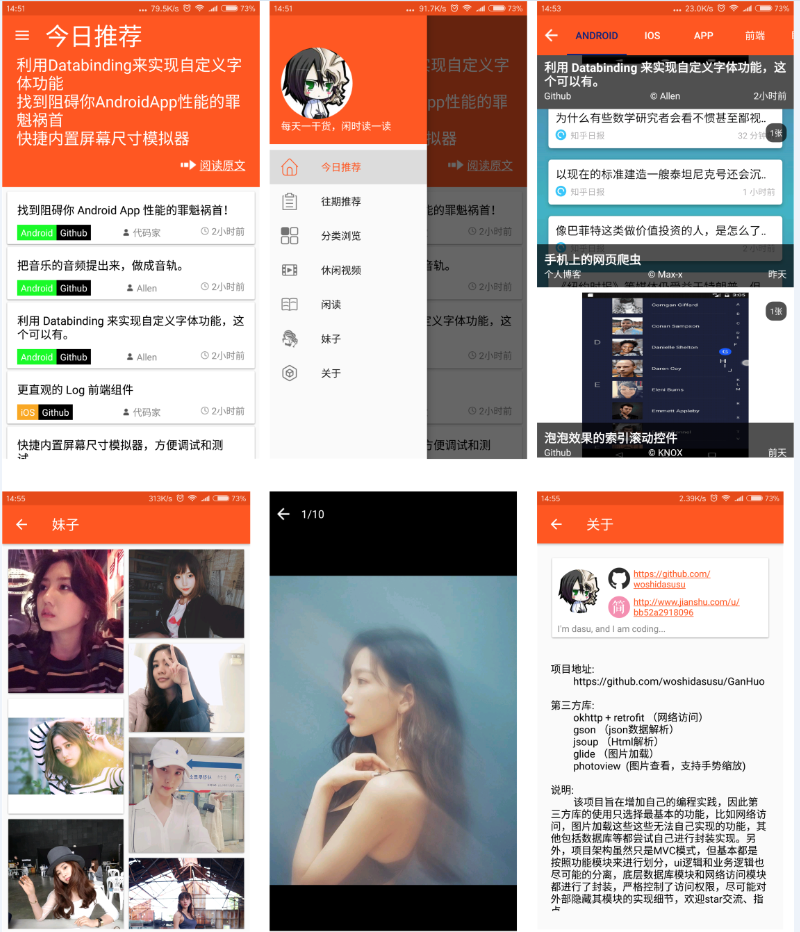 14:51
79.5K/s
73%
今日推荐
利用Databinding来实现自定义字
体功能
找到阻碍你AndroidApp性能的罪
魁祸首
快捷内置屏幕尺寸模拟器
阅读原文
找到阻碍你 Android App 性能的罪魁祸首!
Android Github 代码家 2小时前
把音乐的音频提出来，做成音轨。
Android Github Allen 2小时前
利用 Databinding 来实现自定义字体功能，这
个可以有。
Android Github Allen 2小时前
更直观的 Log 前端组件
iOS Github 代码家 2小时前
快捷内置屏幕尺寸模拟器，方便调试和测
试
14:51
91.7K/s
73%
每天一干货，闲时读一读
今日推荐
往期推荐
分类浏览
休闲视频
闲读
妹子
关于
来实现自定义字
pp性能的罪
莫拟器
阅读原文
能的罪魁祸首!
2小时前
2小时前
定义字体功能，这
2小时前
2小时前
方便调试和测
14:53
23.0K/s
73%
ANDROID IOS APP 前端
利用 Databinding 来实现自定义字体功能，这
个可以有。
Github © Allen 2小时前
为什么有些数学研究者会看不惯甚至鄙视..
知乎日报 32 分钟
1张
以现在的标准建造一艘泰坦尼克号还会沉..
知乎日报 1 小时前
像巴菲特这类做价值投资的人，是怎么了..
手机上的网页爬虫
个人博客 © Max-x 昨天
9:05
1张
Corrigan Gifford
Conan Sampson
D
Danielle Shelton
Daren Day
E
Eleni Burns
Emmett Appleby
泡泡效果的索引滚动控件
Github © KNOX 前天
14:55
313K/s
73%
妹子
1/10
14:55
2.39K/s
73%
关于
https://github.com/
woshidasusu
简
http://www.jianshu.com/u/
bb52a2918096
I'm dasu, and I am coding...
项目地址:
https://github.com/woshidasusu/GanHuo
第三方库:
okhttp + retrofit （网络访问）
gson （json数据解析）
jsoup （Html解析）
glide （图片加载）
photoview （图片查看，支持手势缩放）
说明:
该项目旨在增加自己的编程实践，因此第
三方库的使用只选择最基本的功能，比如网络访
问，图片加载这些这些无法自己实现的功能，其
他包括数据库等都尝试自己进行封装实现。另
外，项目架构虽然只是MVC模式，但基本都是
按照功能模块来进行划分，ui逻辑和业务逻辑也
尽可能的分离，底层数据库模块和网络访问模块
都进行了封装，严格控制了访问权限，尽可能对
外部隐藏其模块的实现细节，欢迎star交流、指
点